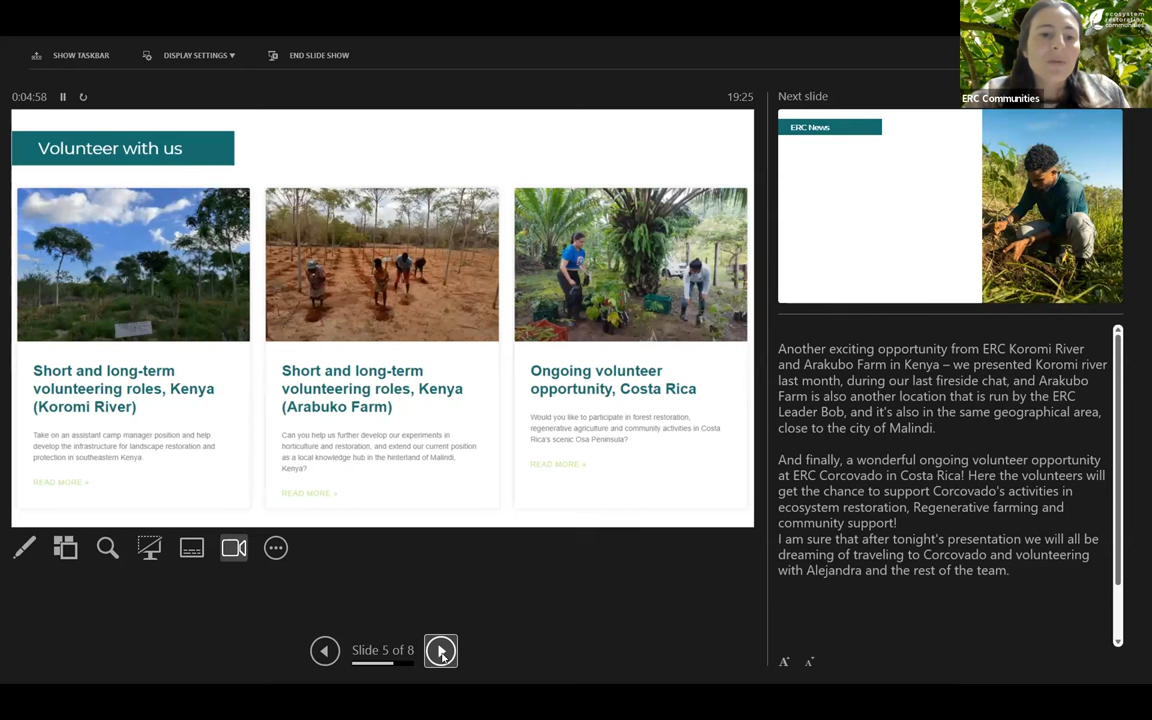 SHOW TASKBAR
DISPLAY SETTINGS ▾
END SLIDE SHOW
ecosystem
restoration
communities
ERC Communities
0:04:58
19:25
Next slide
Volunteer with us
Short and long-term
volunteering roles, Kenya
(Koromi River)
Take on an assistant camp manager position and help
develop the infrastructure for landscape restoration and
protection in southeastern Kenya.
READ MORE »
Short and long-term
volunteering roles, Kenya
(Arabuko Farm)
Can you help us further develop our experiments in
horticulture and restoration, and extend our current position
as a local knowledge hub in the hinterland of Malindi,
Kenya?
READ MORE »
Ongoing volunteer
opportunity, Costa Rica
Would you like to participate in forest restoration,
regenerative agriculture and community activities in Costa
Rica's scenic Osa Peninsula?
READ MORE »
ERC News
Another exciting opportunity from ERC Koromi River
and Arakubo Farm in Kenya – we presented Koromi river
last month, during our last fireside chat, and Arakubo
Farm is also another location that is run by the ERC
Leader Bob, and it's also in the same geographical area,
close to the city of Malindi.
And finally, a wonderful ongoing volunteer opportunity
at ERC Corcovado in Costa Rica! Here the volunteers will
get the chance to support Corcovado's activities in
ecosystem restoration, Regenerative farming and
community support!
I am sure that after tonight's presentation we will all be
dreaming of traveling to Corcovado and volunteering
with Alejandra and the rest of the team.
Slide 5 of 8
A A